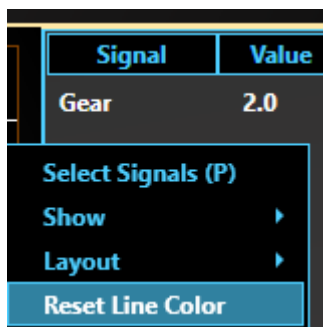 Signal Value
Gear 2.0
Select Signals (P)
Show
Layout
Reset Line Color